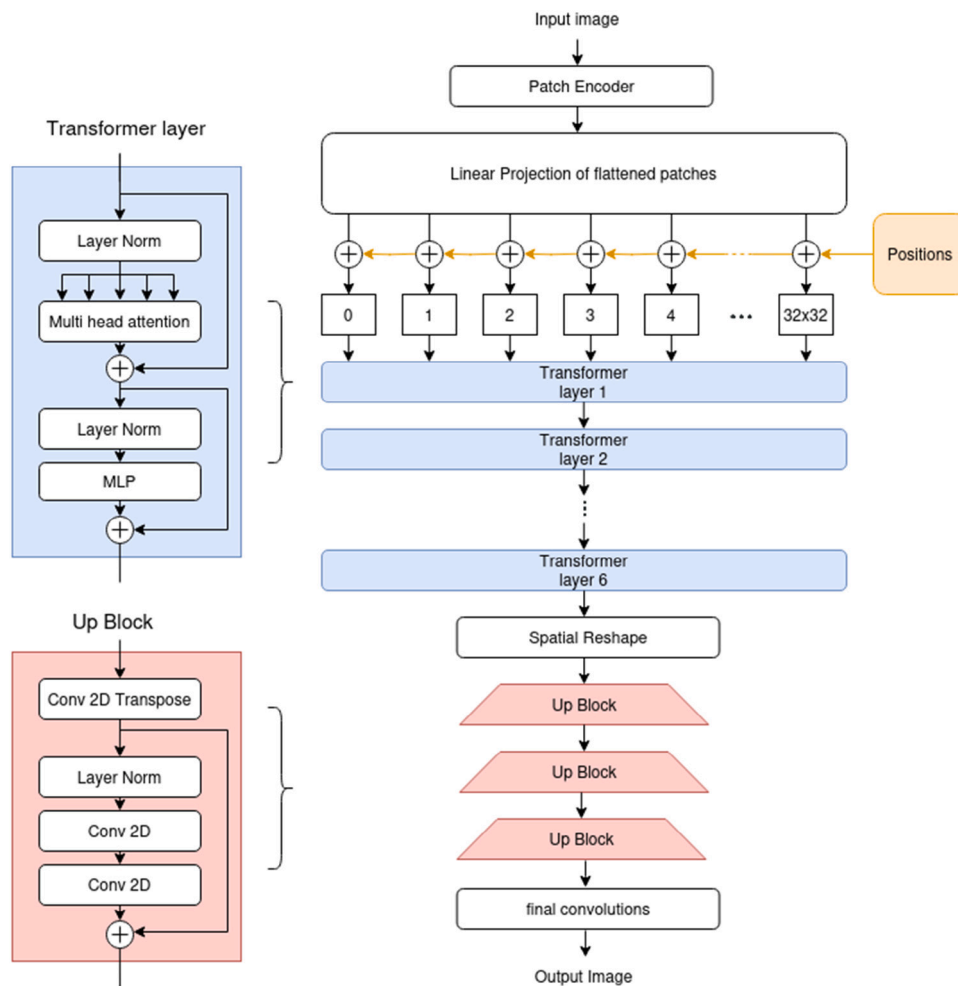 Input image
Patch Encoder
Linear Projection of flattened patches
Positions
...
0
1
2
3
4
...
32x32
Transformer
layer 1
Transformer
layer 2
Transformer
layer 6
Spatial Reshape
Up Block
Up Block
Up Block
final convolutions
Output Image
Transformer layer
Layer Norm
Multi head attention
Layer Norm
MLP
Up Block
Conv 2D Transpose
Layer Norm
Conv 2D
Conv 2D